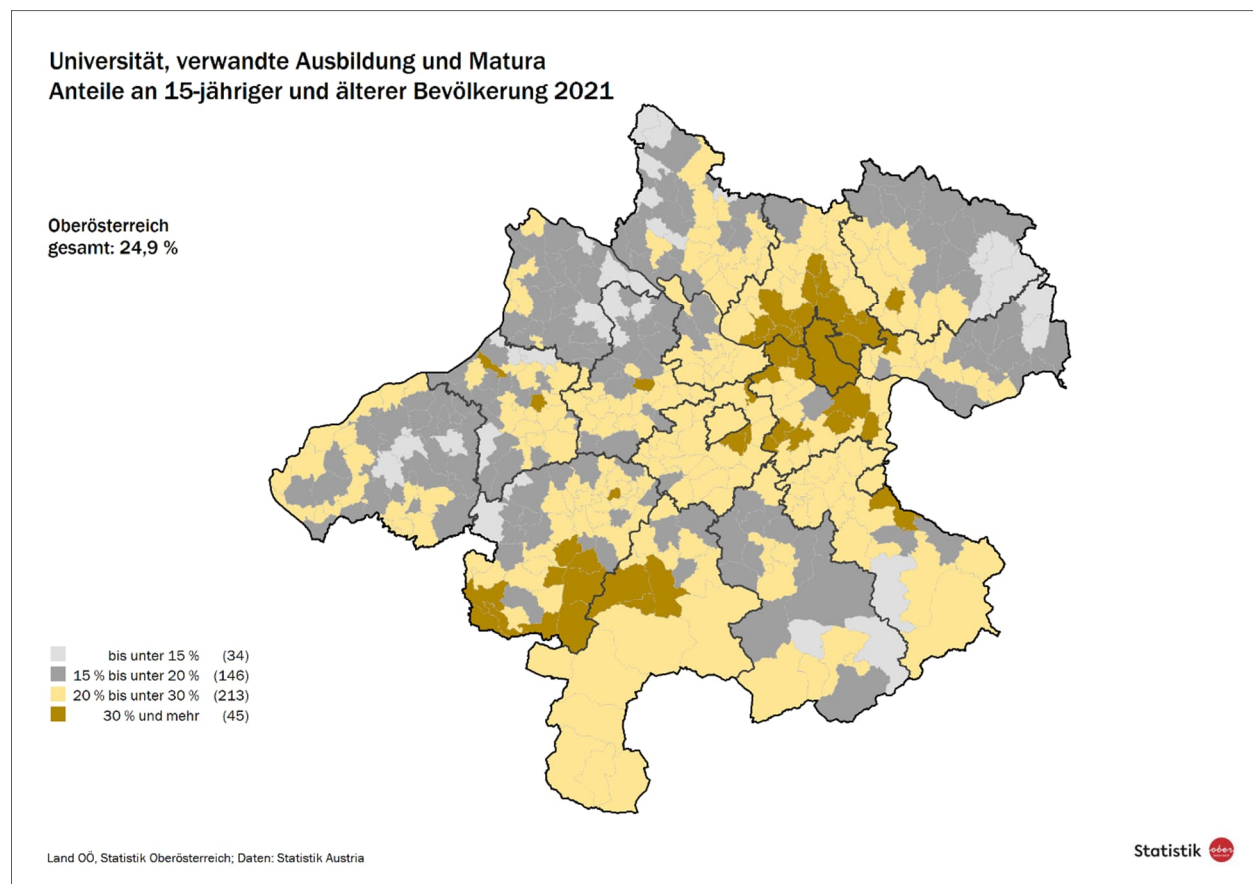 Universität, verwandte Ausbildung und Matura
Anteile an 15-jähriger und älterer Bevölkerung 2021
Oberösterreich
gesamt: 24,9 %
bis unter 15 % (34)
15 % bis unter 20 % (146)
20 % bis unter 30 % (213)
30 % und mehr (45)
Land OÖ, Statistik Oberösterreich; Daten: Statistik Austria
Statistik ober